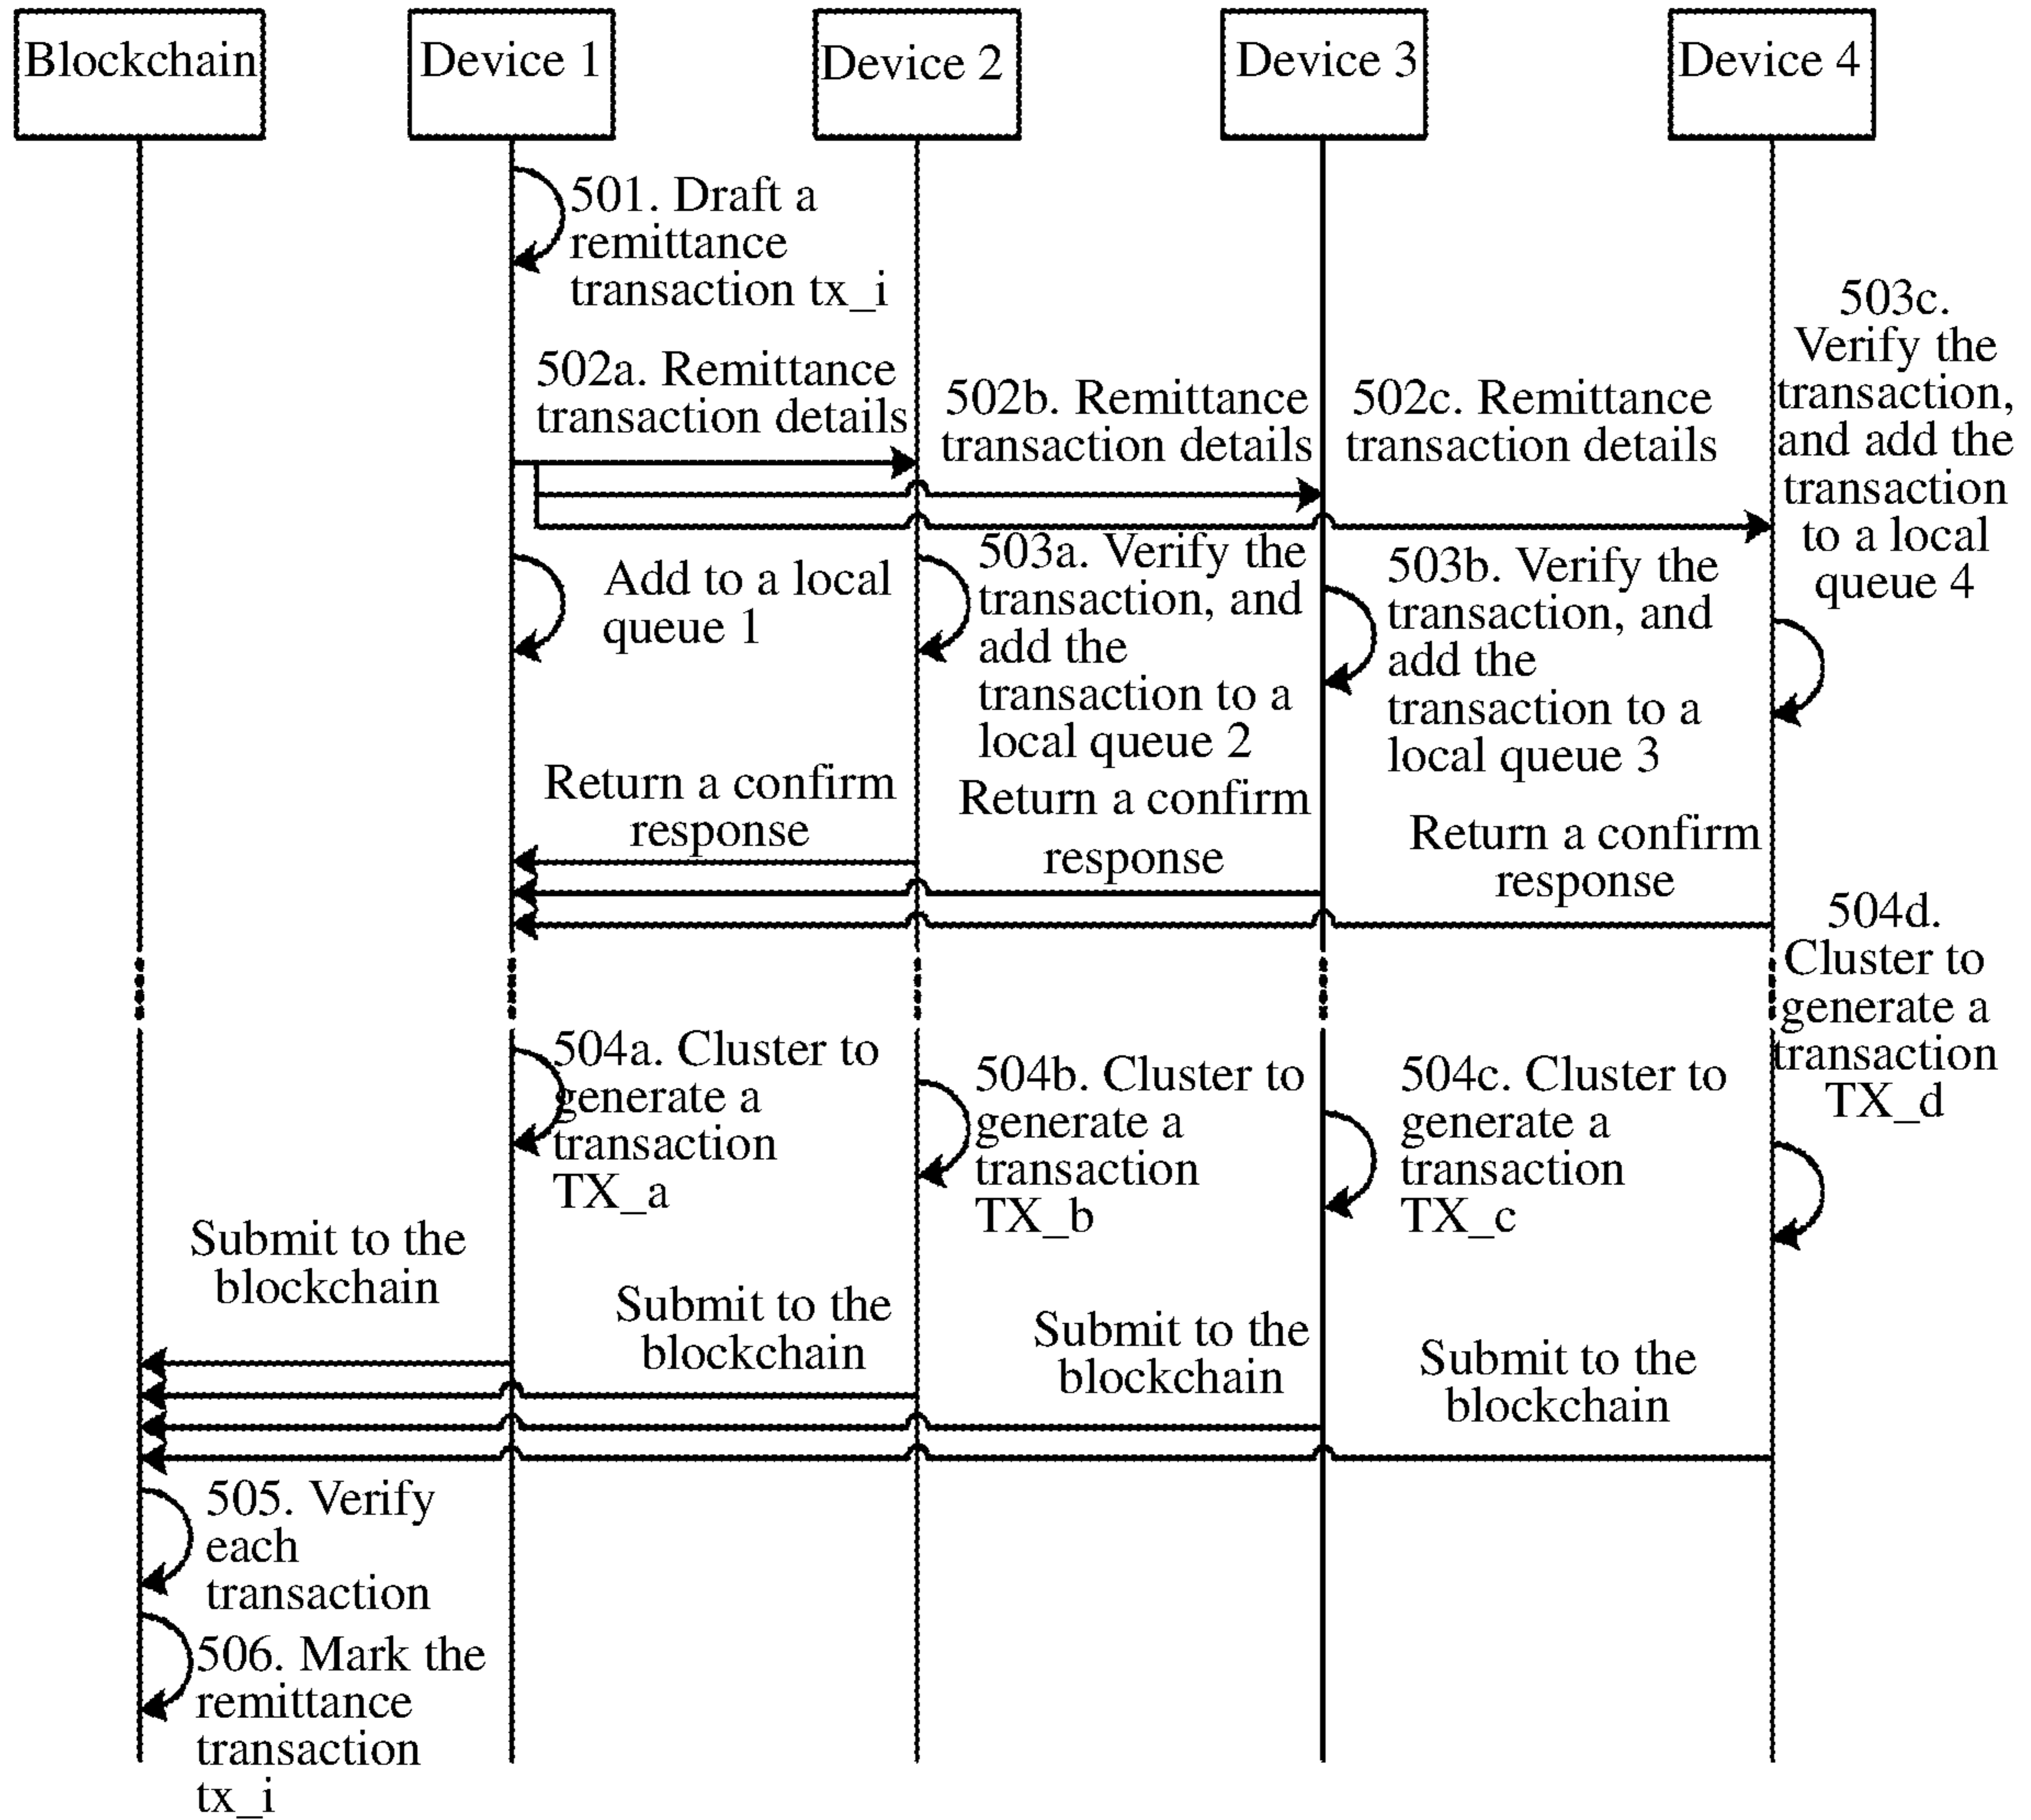 Blockchain
Device 1
Device 2
Device 3
Device 4
501. Draft a
remittance
transaction tx_i
502a. Remittance
transaction details
502b. Remittance
transaction details
502c. Remittance
transaction details
503c.
Verify the
transaction,
and add the
transaction
to a local
queue 4
Add to a local
queue 1
503a. Verify the
transaction, and
add the
transaction to a
local queue 2
503b. Verify the
transaction, and
add the
transaction to a
local queue 3
Return a confirm
response
Return a confirm
response
Return a confirm
response
504a. Cluster to
generate a
transaction
TX_a
504b. Cluster to
generate a
transaction
TX_b
504c. Cluster to
generate a
transaction
TX_c
504d.
Cluster to
generate a
transaction
TX_d
Submit to the
blockchain
Submit to the
blockchain
Submit to the
blockchain
Submit to the
blockchain
505. Verify
each
transaction
506. Mark the
remittance
transaction
tx_i